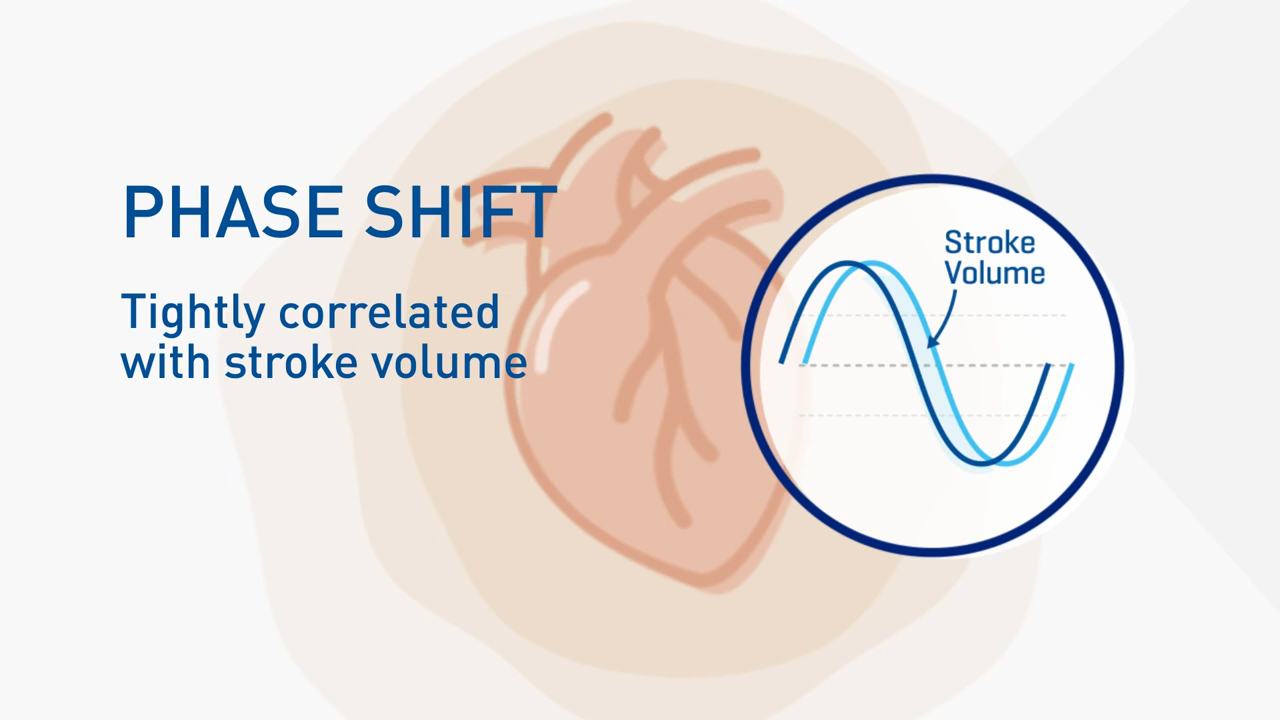 PHASE SHIFT
Tightly correlated
with stroke volume
Stroke
Volume